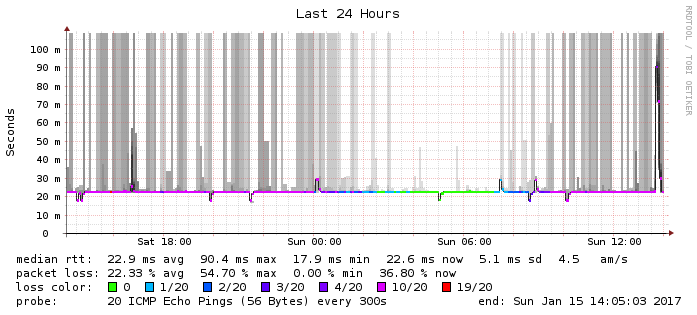 Last 24 Hours
RRDTOOL / TOBI OETIKER
Seconds
100 m
90 m
80 m
70 m
60 m
50 m
40 m
30 m
20 m
10 m
0
Sat 18:00 Sun 00:00 Sun 06:00 Sun 12:00
median rtt: 22.9 ms avg 90.4 ms max 17.9 ms min 22.6 ms now 5.1 ms sd 4.5 am/s
packet loss: 22.33 % avg 54.70 % max 0.00 % min 36.80 % now
loss color: 0 1/20 2/20 3/20 4/20 10/20 19/20
probe: 20 ICMP Echo Pings (56 Bytes) every 300s end: Sun Jan 15 14:05:03 2017